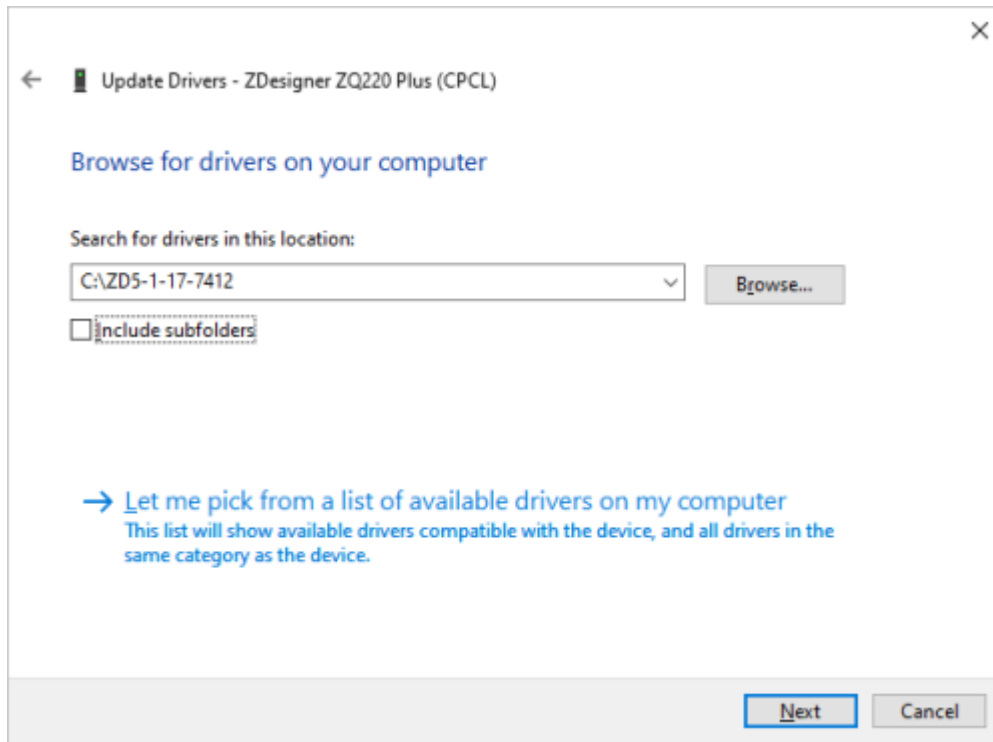 Update Drivers - ZDesigner ZQ220 Plus (CPCL)
Browse for drivers on your computer
Search for drivers in this location:
C:\ZD5-1-17-7412
Browse...
Include subfolders
Let me pick from a list of available drivers on my computer
This list will show available drivers compatible with the device, and all drivers in the
same category as the device.
Next
Cancel